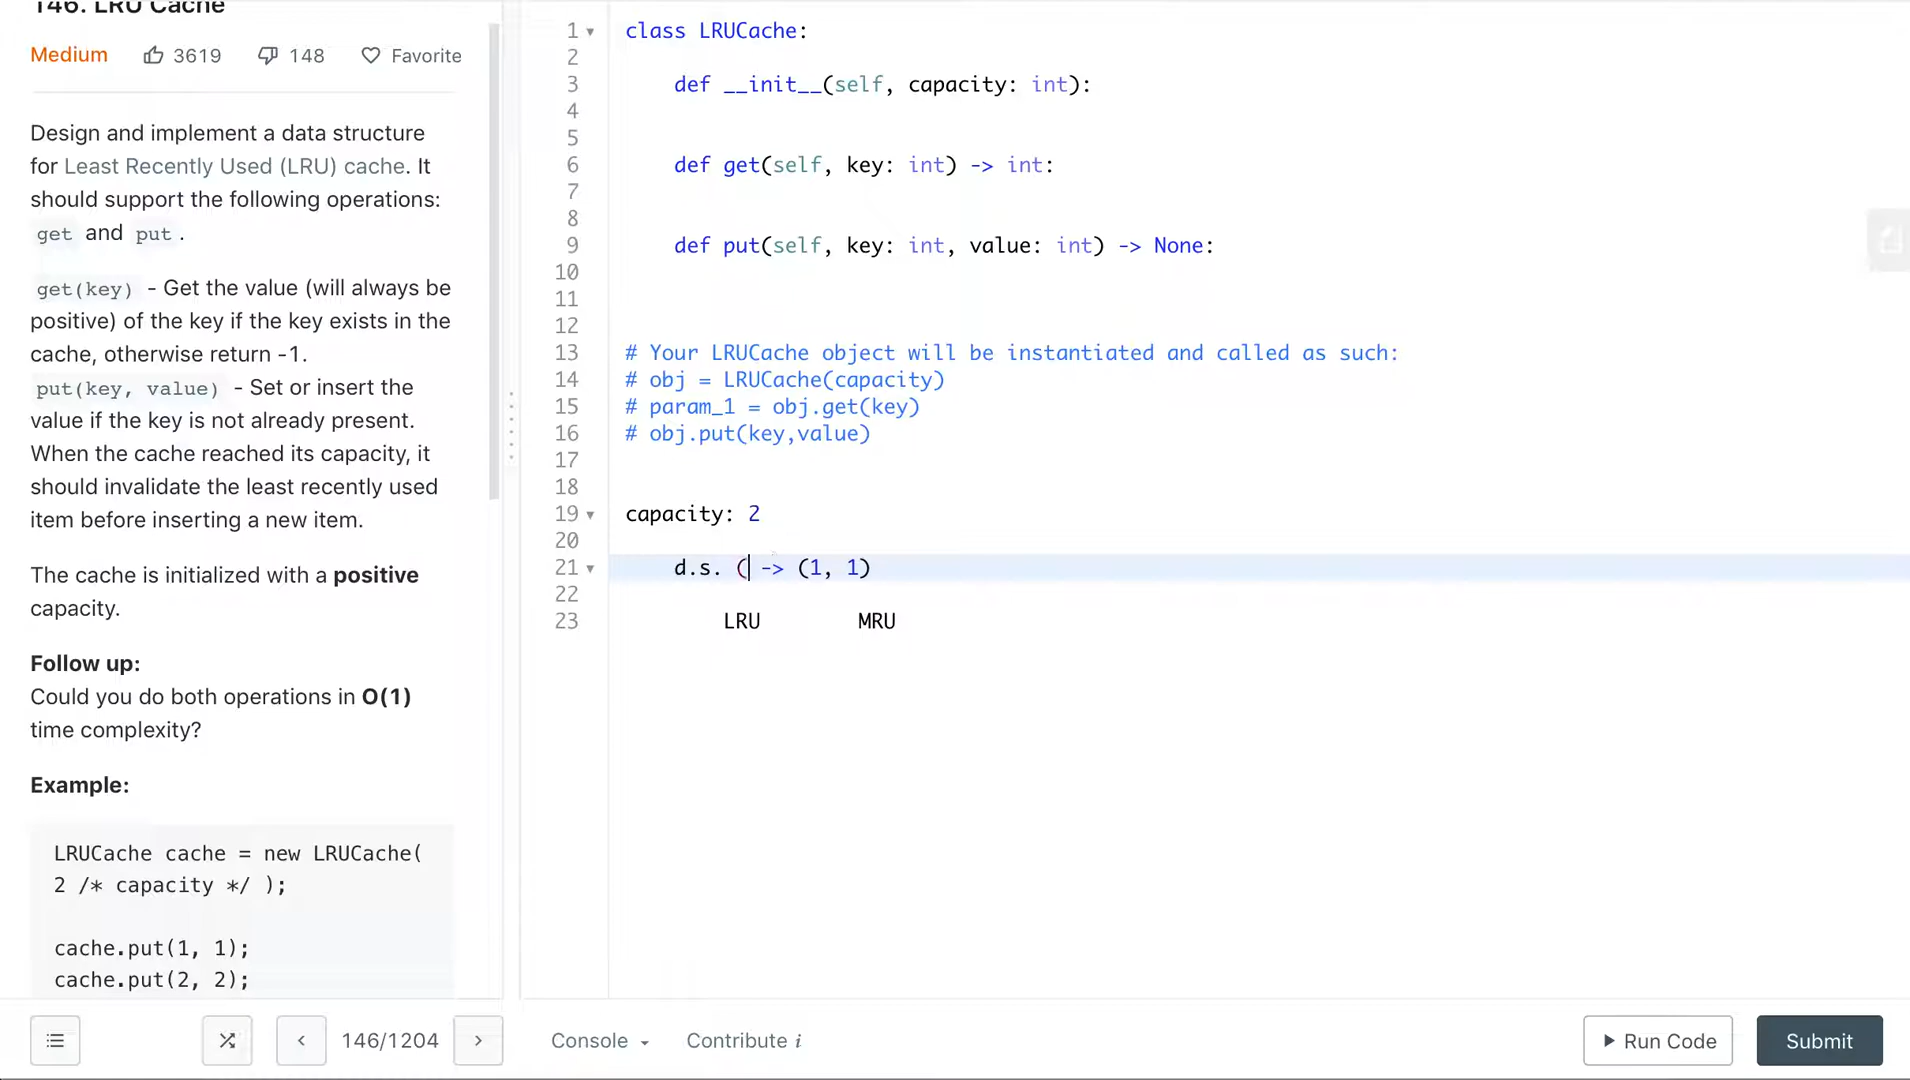 146. LRU Cache
Medium 3619 148 Favorite
Design and implement a data structure
for Least Recently Used (LRU) cache. It
should support the following operations:
get and put .
get(key) - Get the value (will always be
positive) of the key if the key exists in the
cache, otherwise return -1.
put(key, value) - Set or insert the
value if the key is not already present.
When the cache reached its capacity, it
should invalidate the least recently used
item before inserting a new item.
The cache is initialized with a positive
capacity.
Follow up:
Could you do both operations in O(1)
time complexity?
Example:
LRUCache cache = new LRUCache(
2 /* capacity */ );
cache.put(1, 1);
cache.put(2, 2);
146/1204
1 class LRUCache:
2
3 def __init__(self, capacity: int):
4
5
6 def get(self, key: int) -> int:
7
8
9 def put(self, key: int, value: int) -> None:
10
11
12
13 # Your LRUCache object will be instantiated and called as such:
14 # obj = LRUCache(capacity)
15 # param_1 = obj.get(key)
16 # obj.put(key,value)
17
18
19 capacity: 2
20
21 d.s. ( -> (1, 1)
22
23 LRU MRU
Console Contribute i Run Code Submit